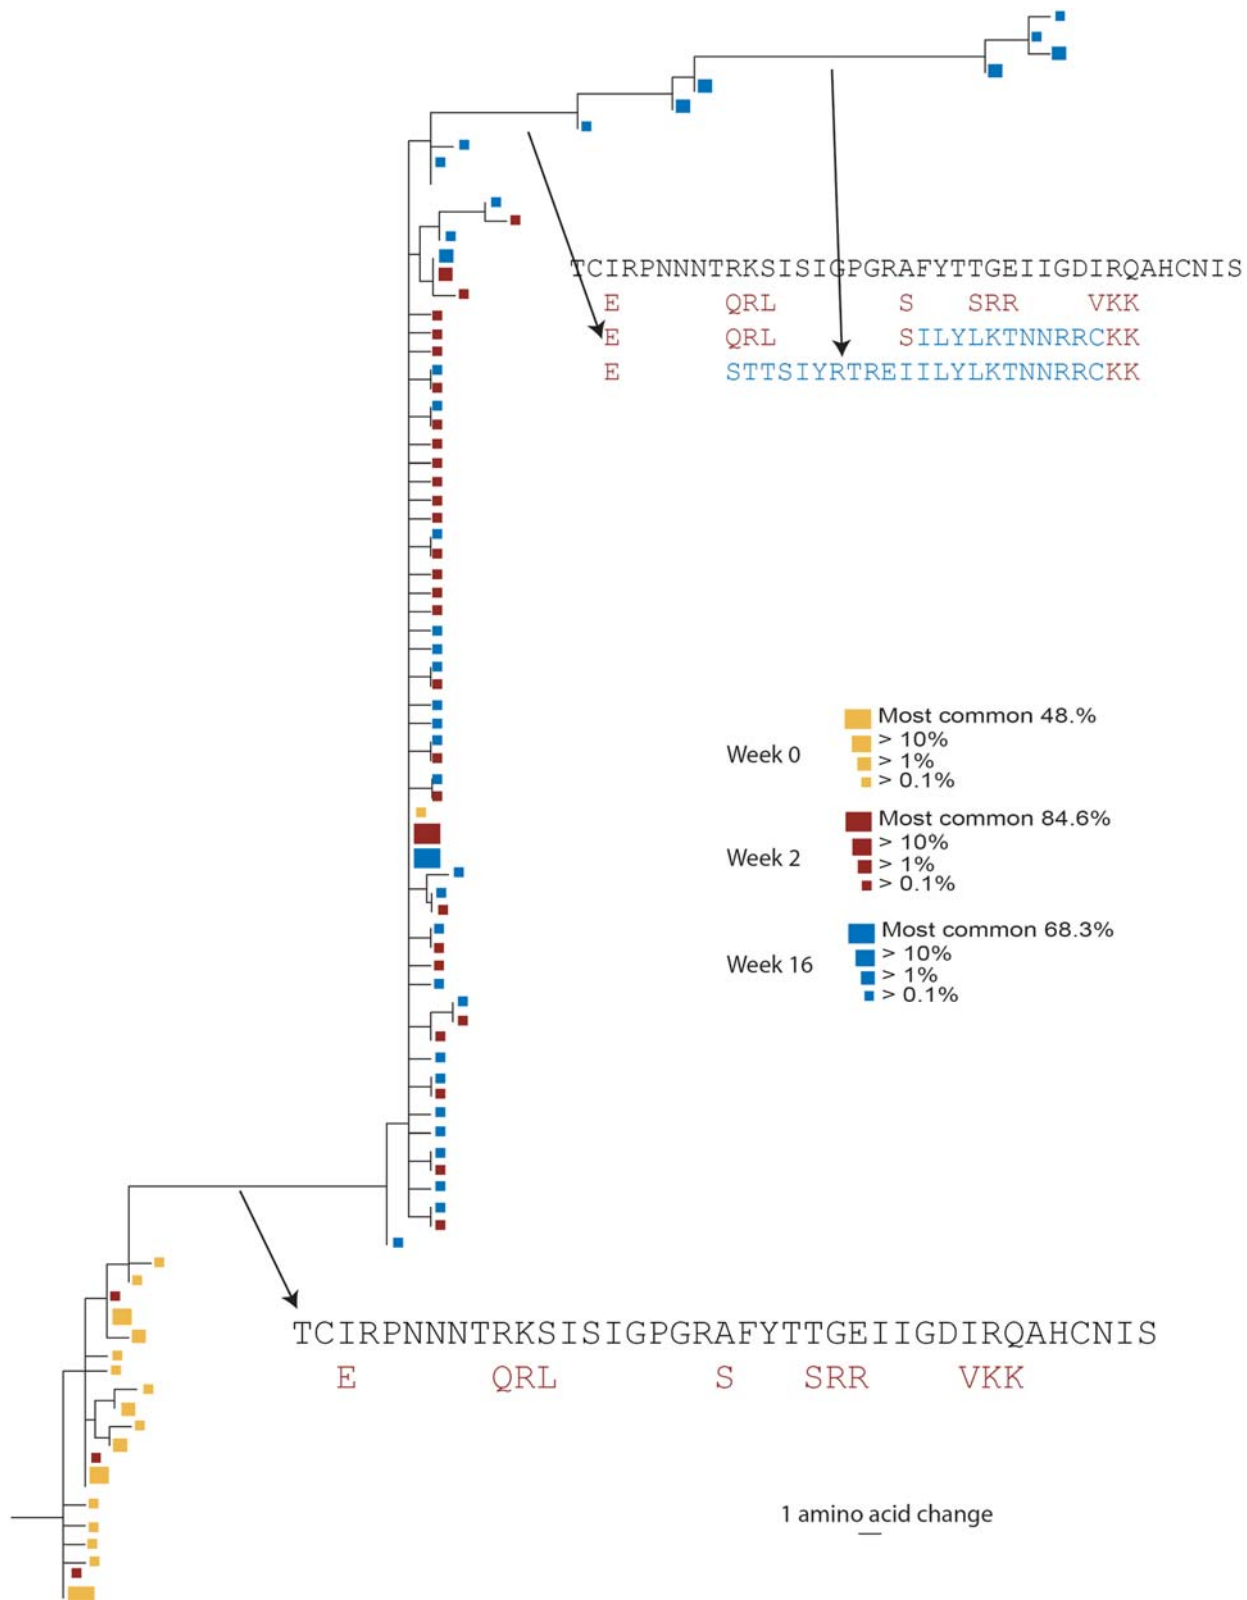 TCIRPNNNTRKSISIGPGRAFYTTGEIIGDIRQAHCNIS
E QRL S SRR VKK
E QRL SILYLKTNNRRCKK
E STTSIYRTREIILYLKTNNRRCKK
Week 0
Most common 48.%
> 10%
> 1%
> 0.1%
Week 2
Most common 84.6%
> 10%
> 1%
> 0.1%
Week 16
Most common 68.3%
> 10%
> 1%
> 0.1%
TCIRPNNNTRKSISIGPGRAFYTTGEIIGDIRQAHCNIS
E QRL S SRR VKK
1 amino acid change